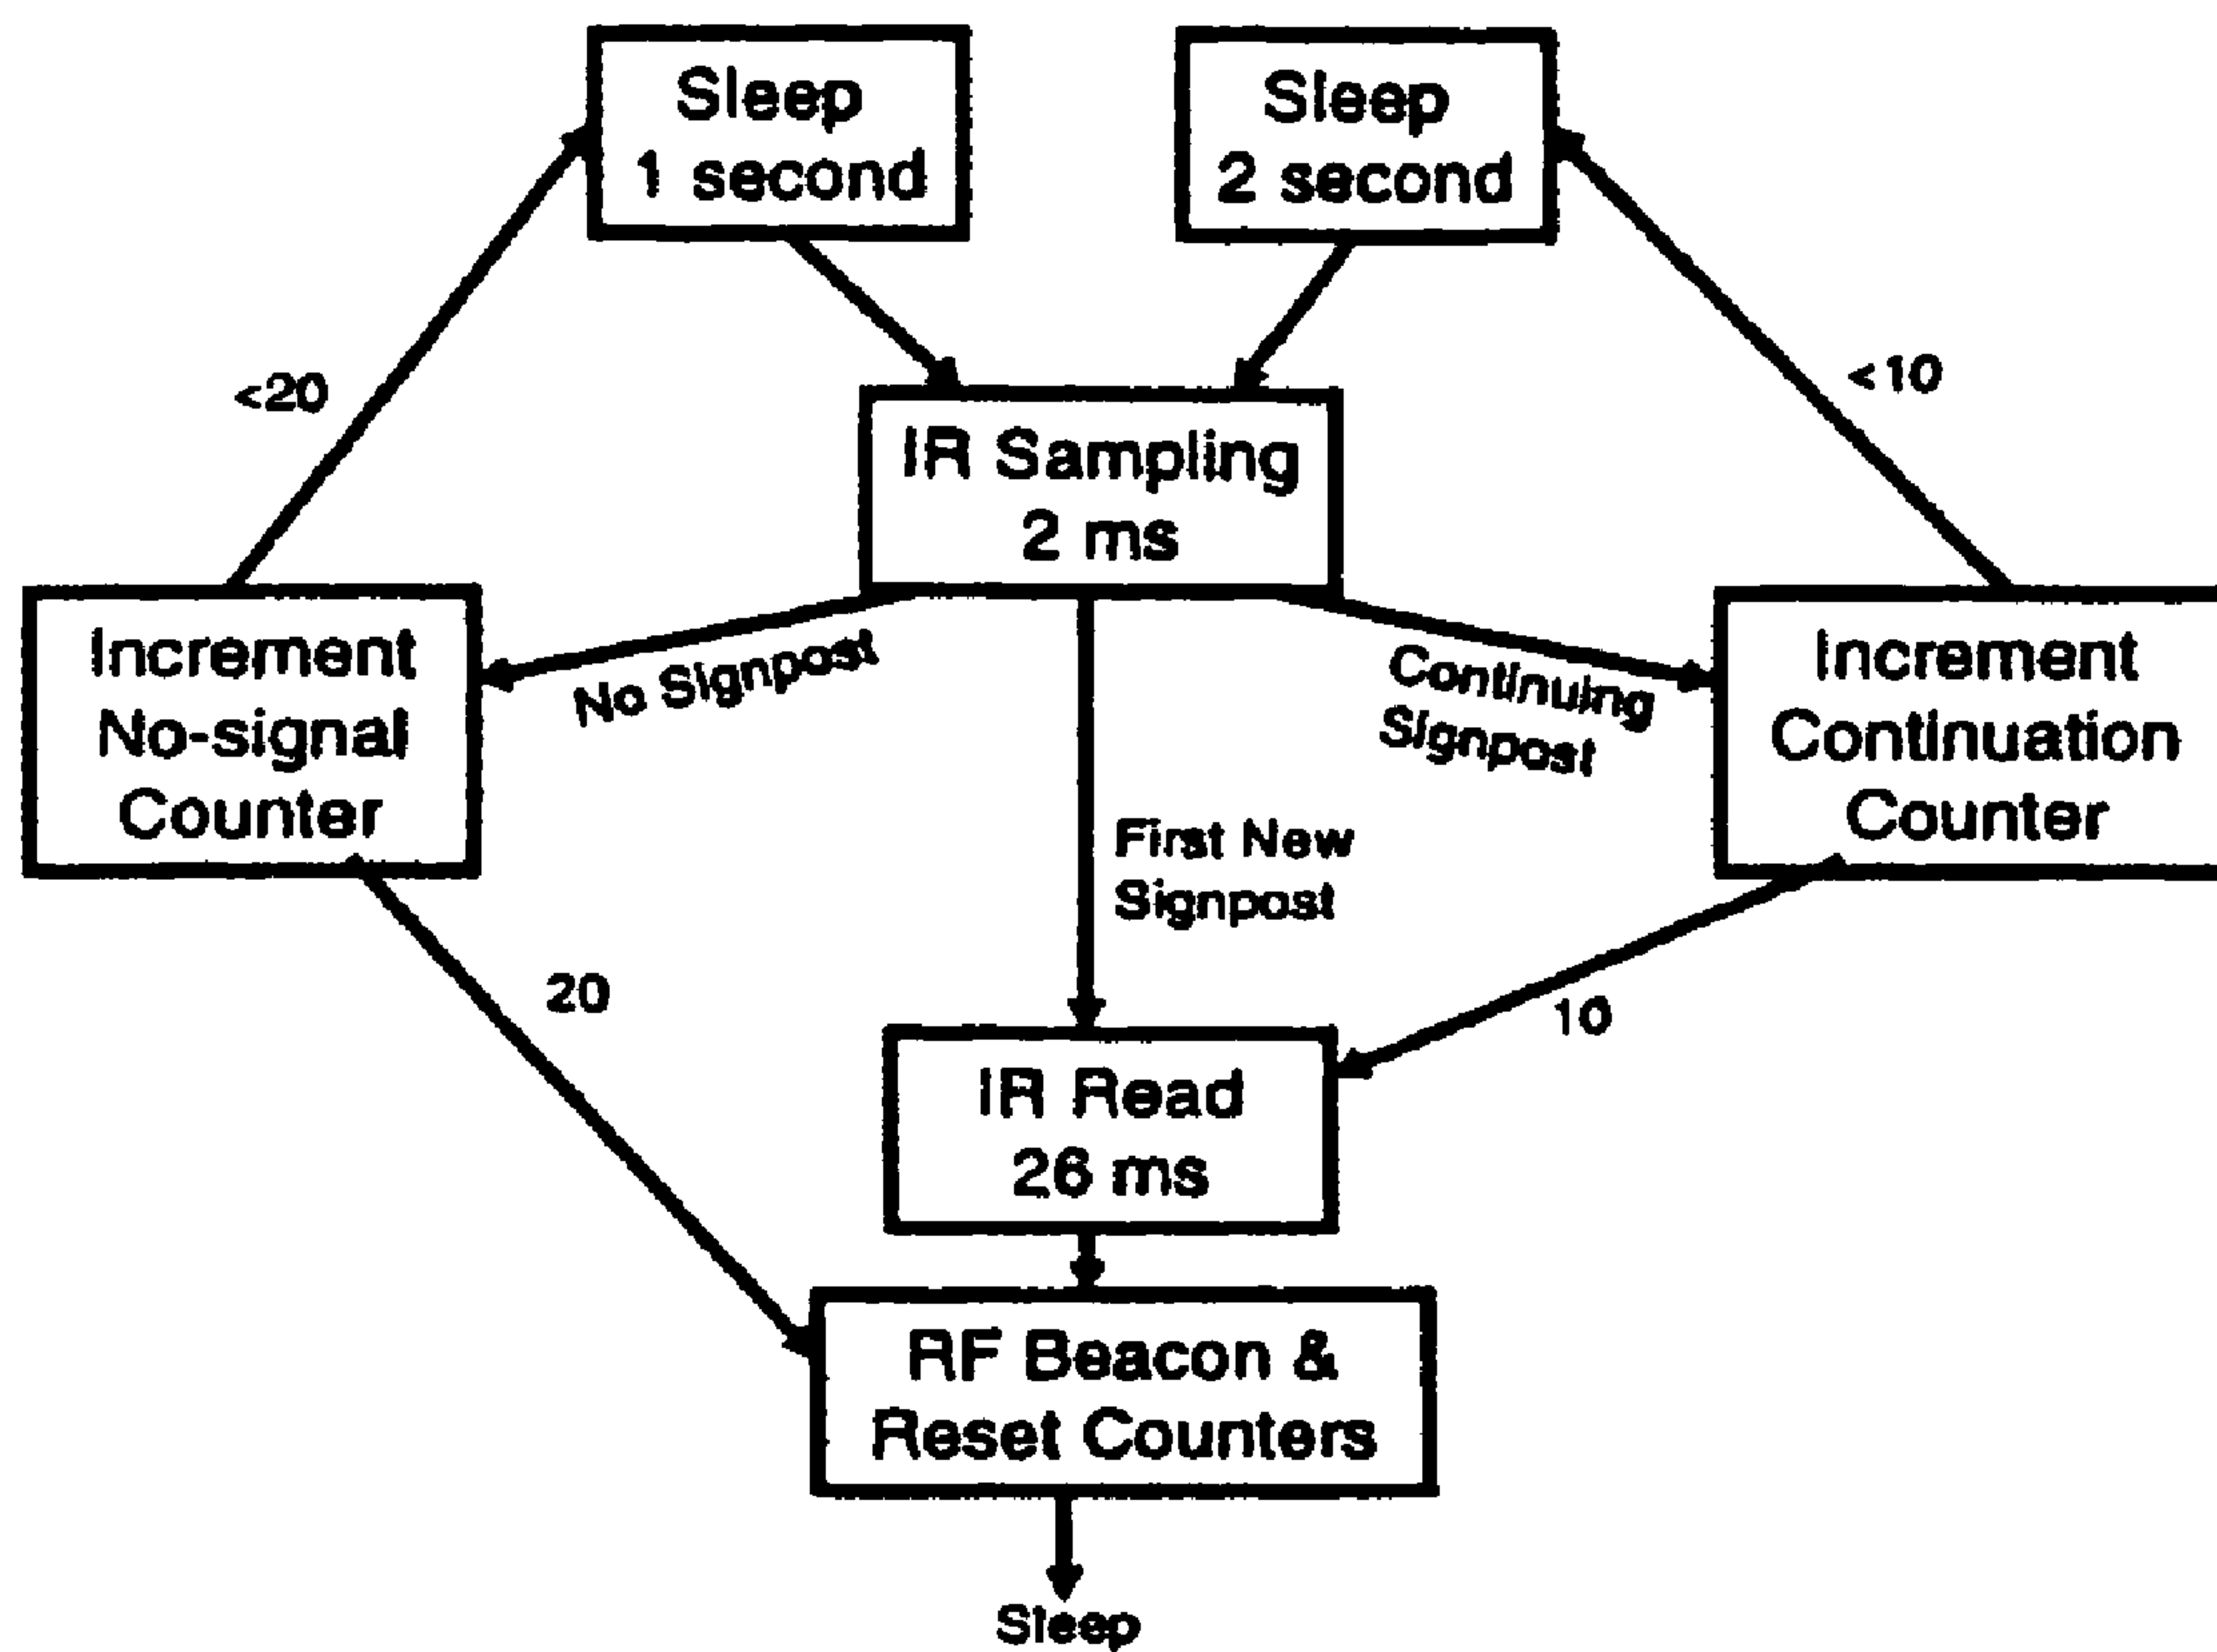 Sleep
1 second
Sleep
2 second
<20
<10
IR Sampling
2 ms
Increment
No-signal
Counter
No Signpost
Continuing
Signpost
Increment
Continuation
Counter
First New
Signpost
20
10
IR Read
26 ms
RF Beacon &
Reset Counters
Sleep